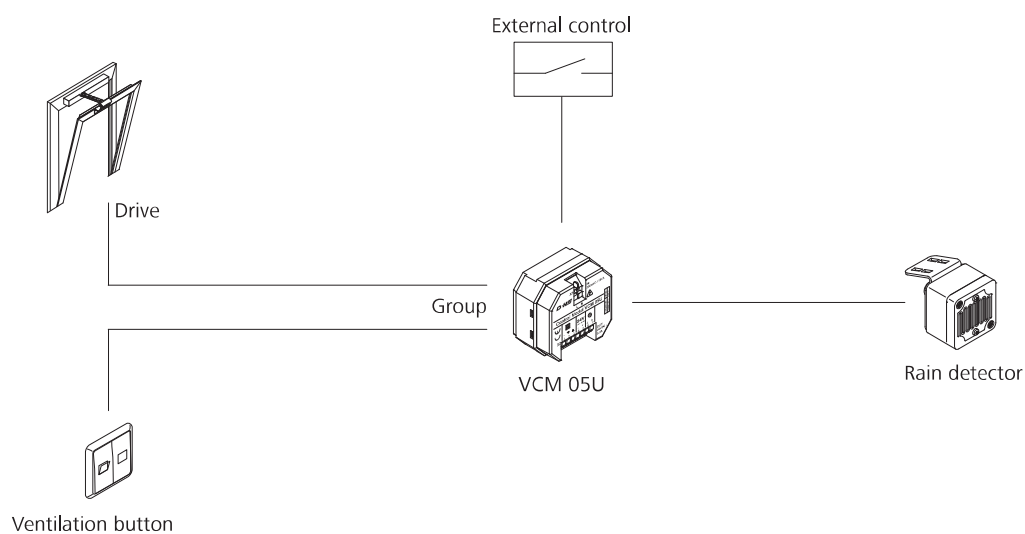 External control
Drive
Group
VCM 05U
Rain detector
Ventilation button